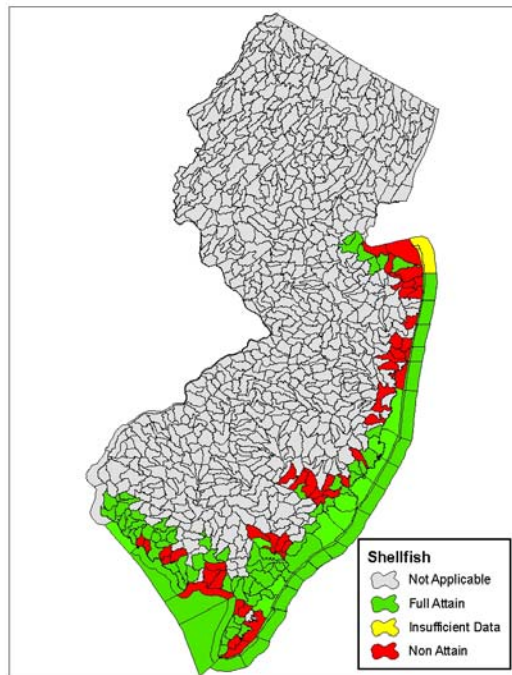 Shellfish
Not Applicable
Full Attain
Insufficient Data
Non Attain